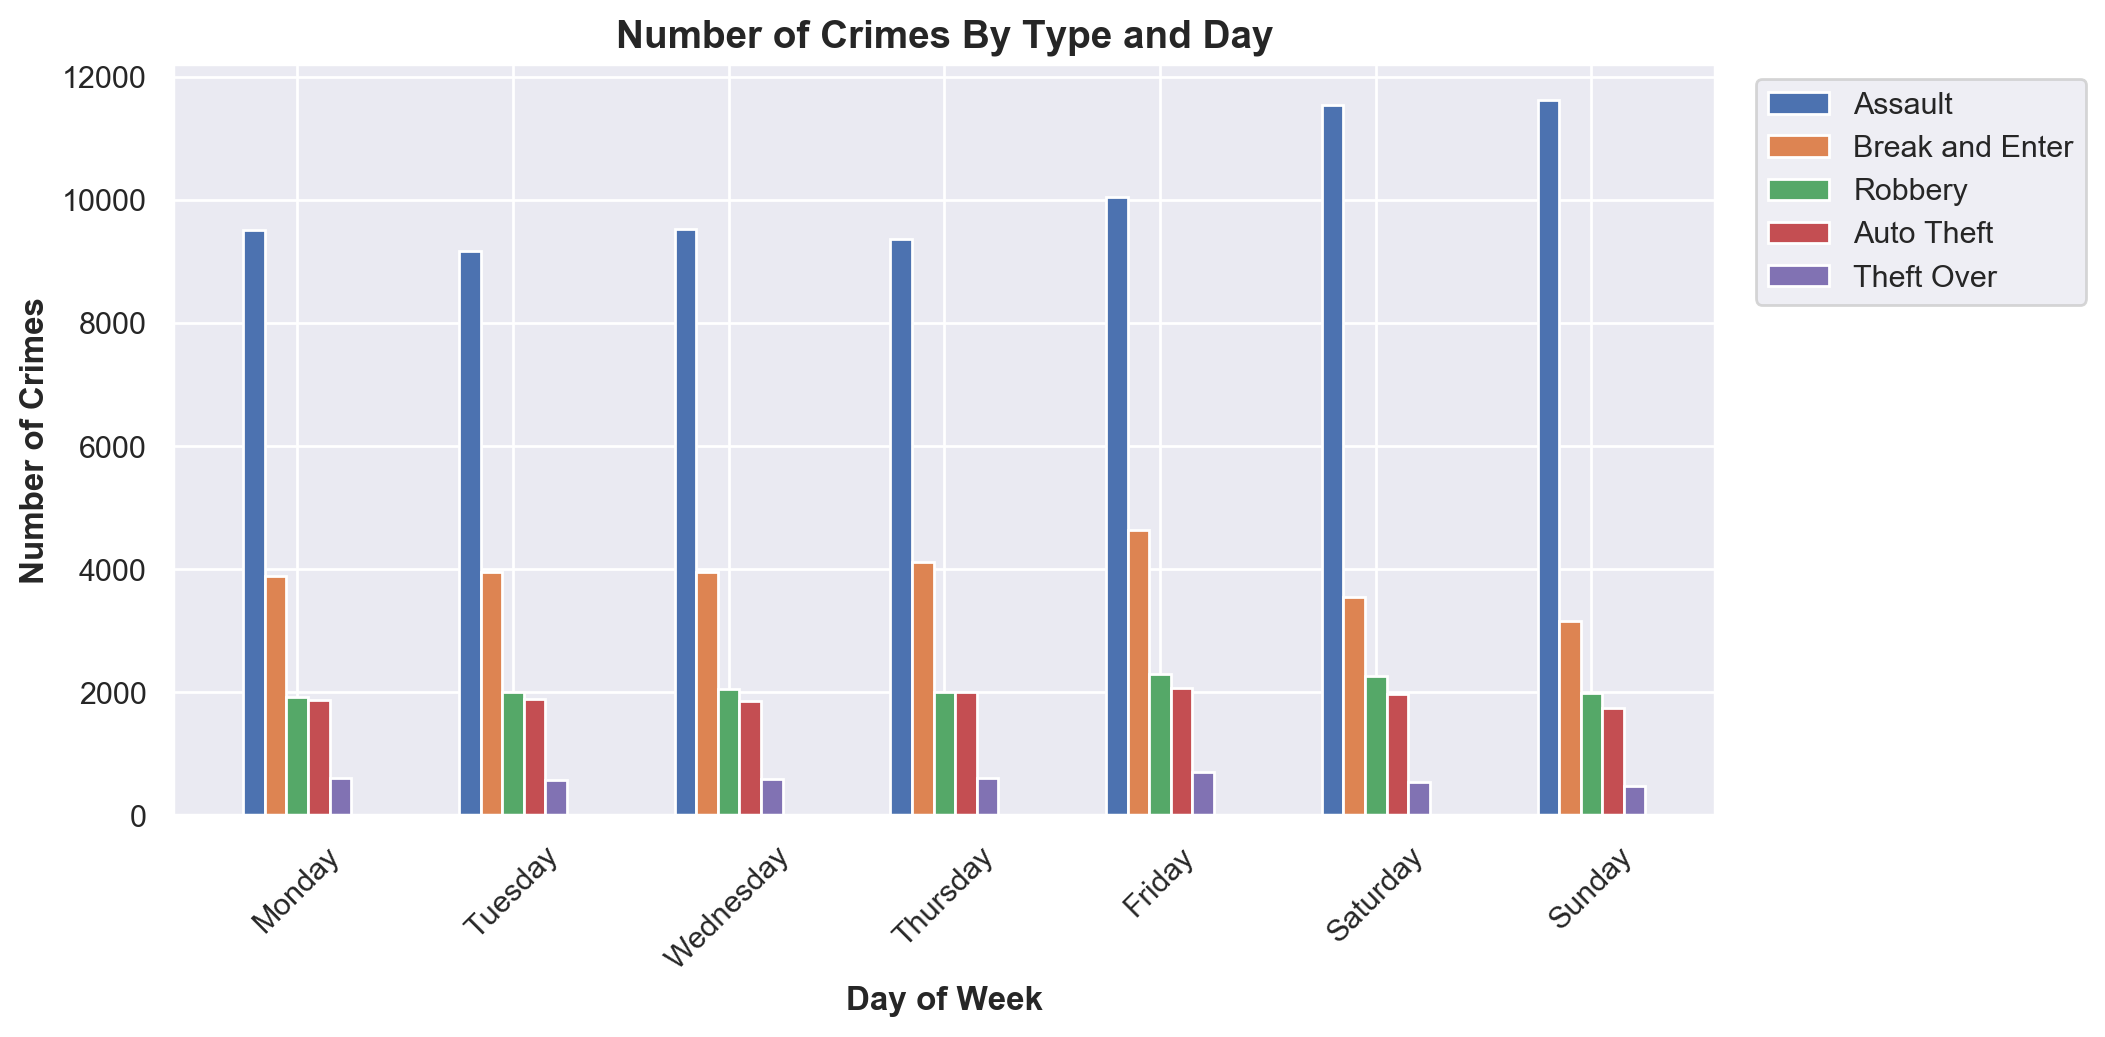 Number of Crimes By Type and Day
12000
10000
8000
6000
4000
2000
0
Number of Crimes
Monday
Tuesday
Wednesday
Thursday
Friday
Saturday
Sunday
Day of Week
Assault
Break and Enter
Robbery
Auto Theft
Theft Over